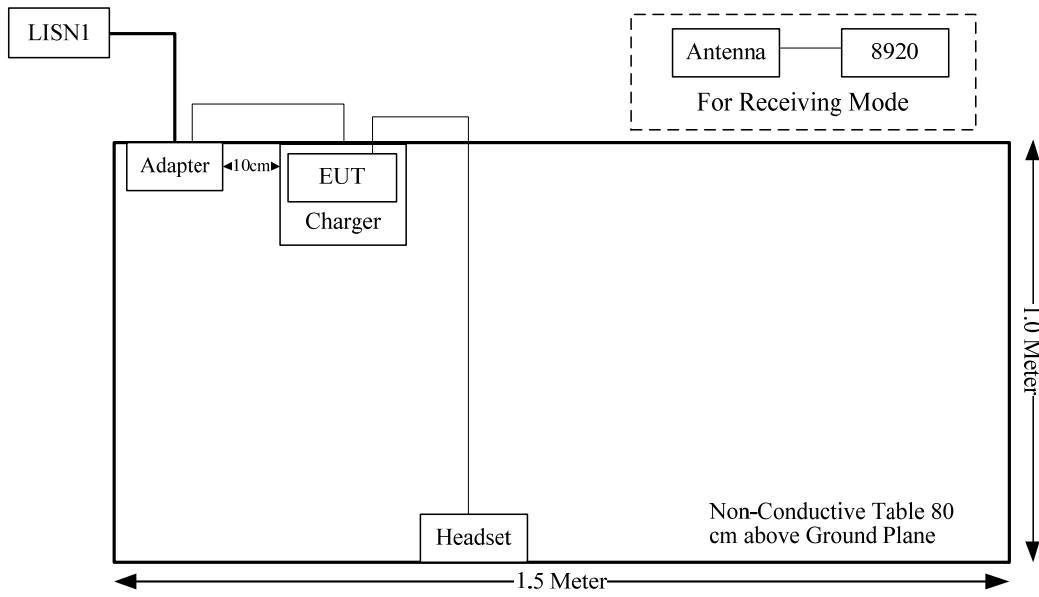 LISN1
Antenna
8920
For Receiving Mode
Adapter
10cm
EUT
Charger
1.0 Meter
Headset
Non-Conductive Table 80
cm above Ground Plane
1.5 Meter